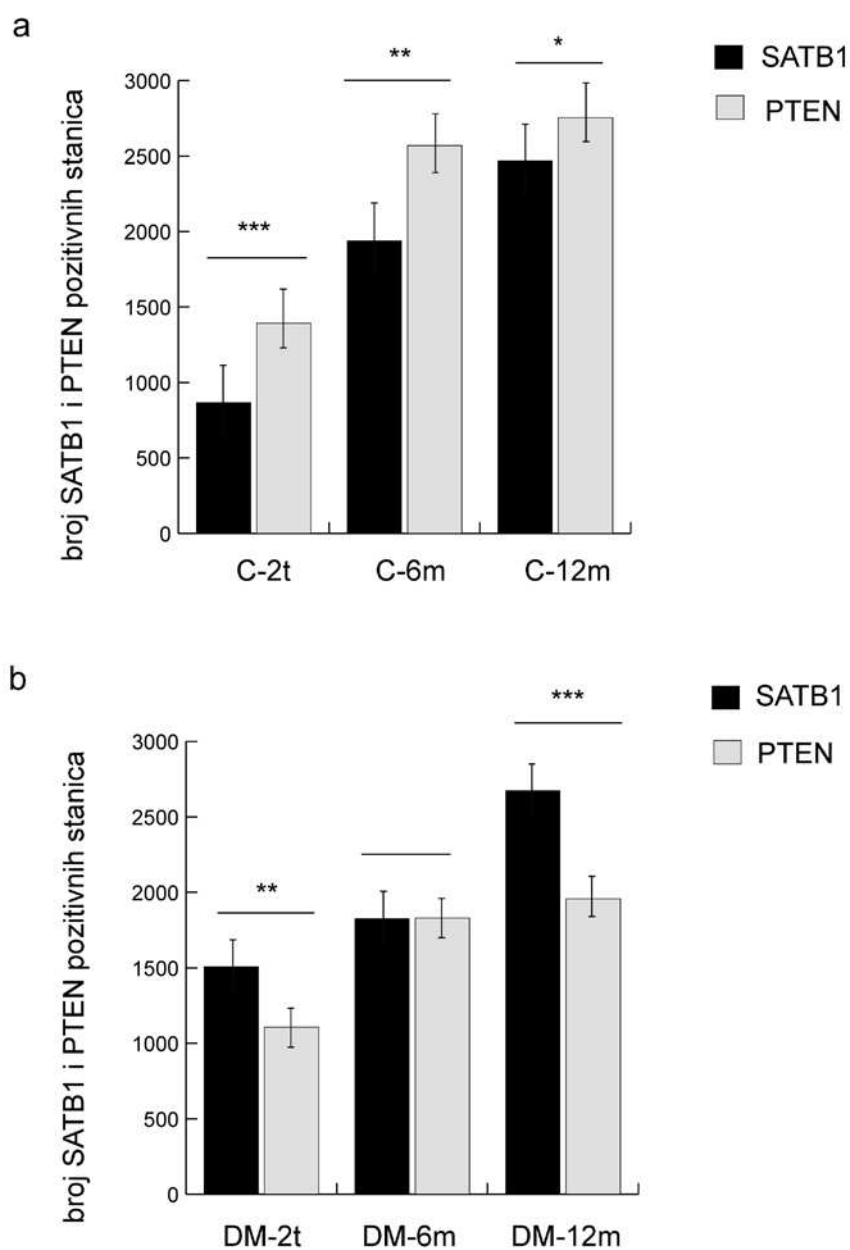 a
***
**
*
SATB1
PTEN
broj SATB1 i PTEN pozitivnih stanica
3000
2500
2000
1500
1000
500
0
C-2t
C-6m
C-12m
b
**
***
SATB1
PTEN
broj SATB1 i PTEN pozitivnih stanica
3000
2500
2000
1500
1000
500
0
DM-2t
DM-6m
DM-12m